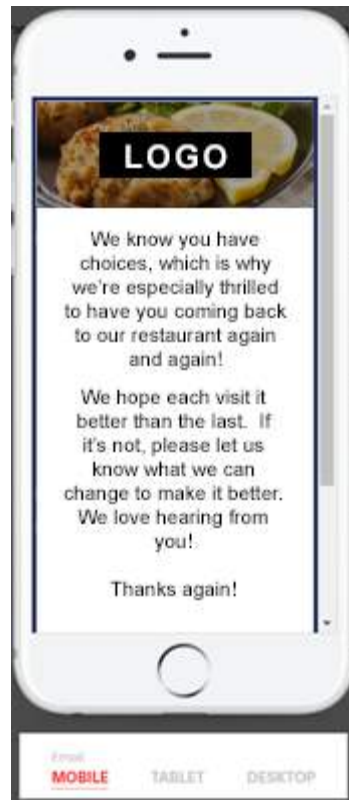 LOGO
We know you have
choices, which is why
we're especially thrilled
to have you coming back
to our restaurant again
and again!
We hope each visit it
better than the last. If
it's not, please let us
know what we can
change to make it better.
We love hearing from
you!
Thanks again!
Email
MOBILE TABLET DESKTOP